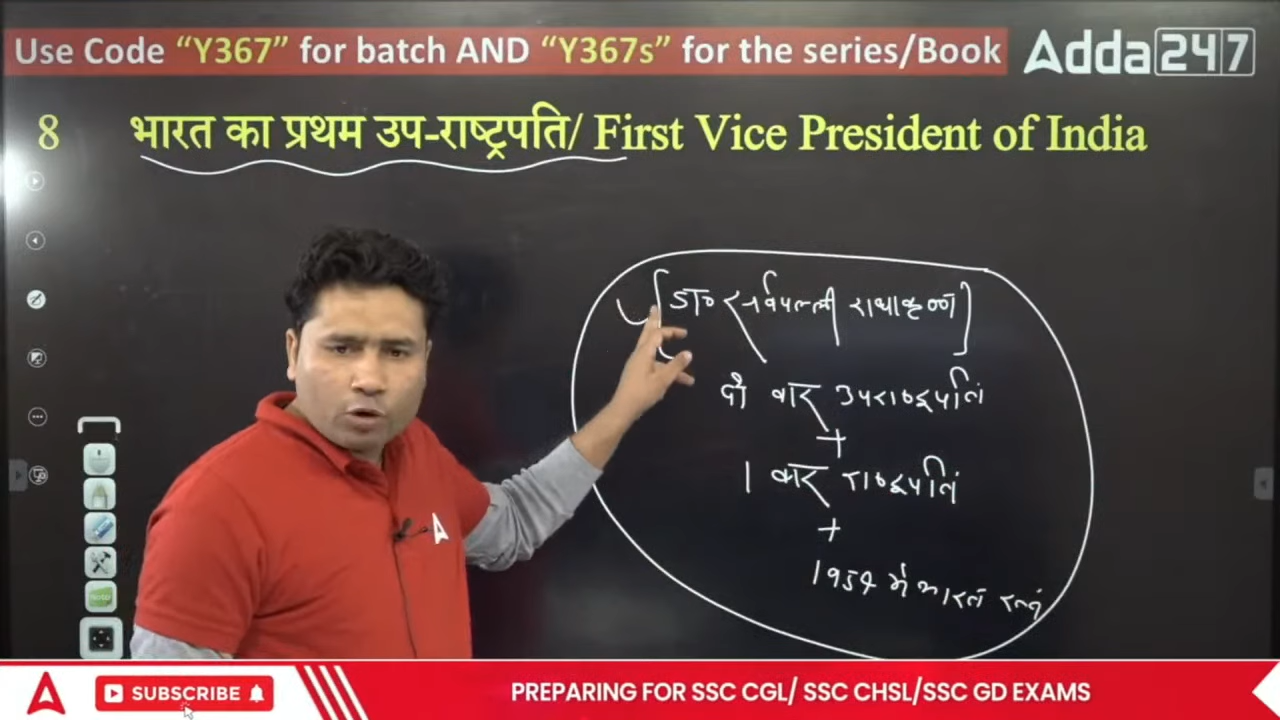 Use Code “Y367” for batch AND “Y367s” for the series/Book
Adda247
8 भारत का प्रथम उप-राष्ट्रपति/ First Vice President of India
डा० सर्वपल्ली राधाकृष्ण
दो बार उपराष्ट्रपति
+
1 बार राष्ट्रपति
+
1954 में भारत रत्न
SUBSCRIBE
PREPARING FOR SSC CGL/ SSC CHSL/SSC GD EXAMS